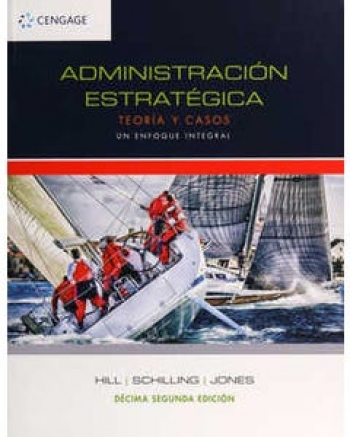 CENGAGE
ADMINISTRACIÓN
ESTRATÉGICA
TEORÍA Y CASOS
UN ENFOQUE INTEGRAL
HILL | SCHILLING | JONES
DÉCIMA SEGUNDA EDICIÓN